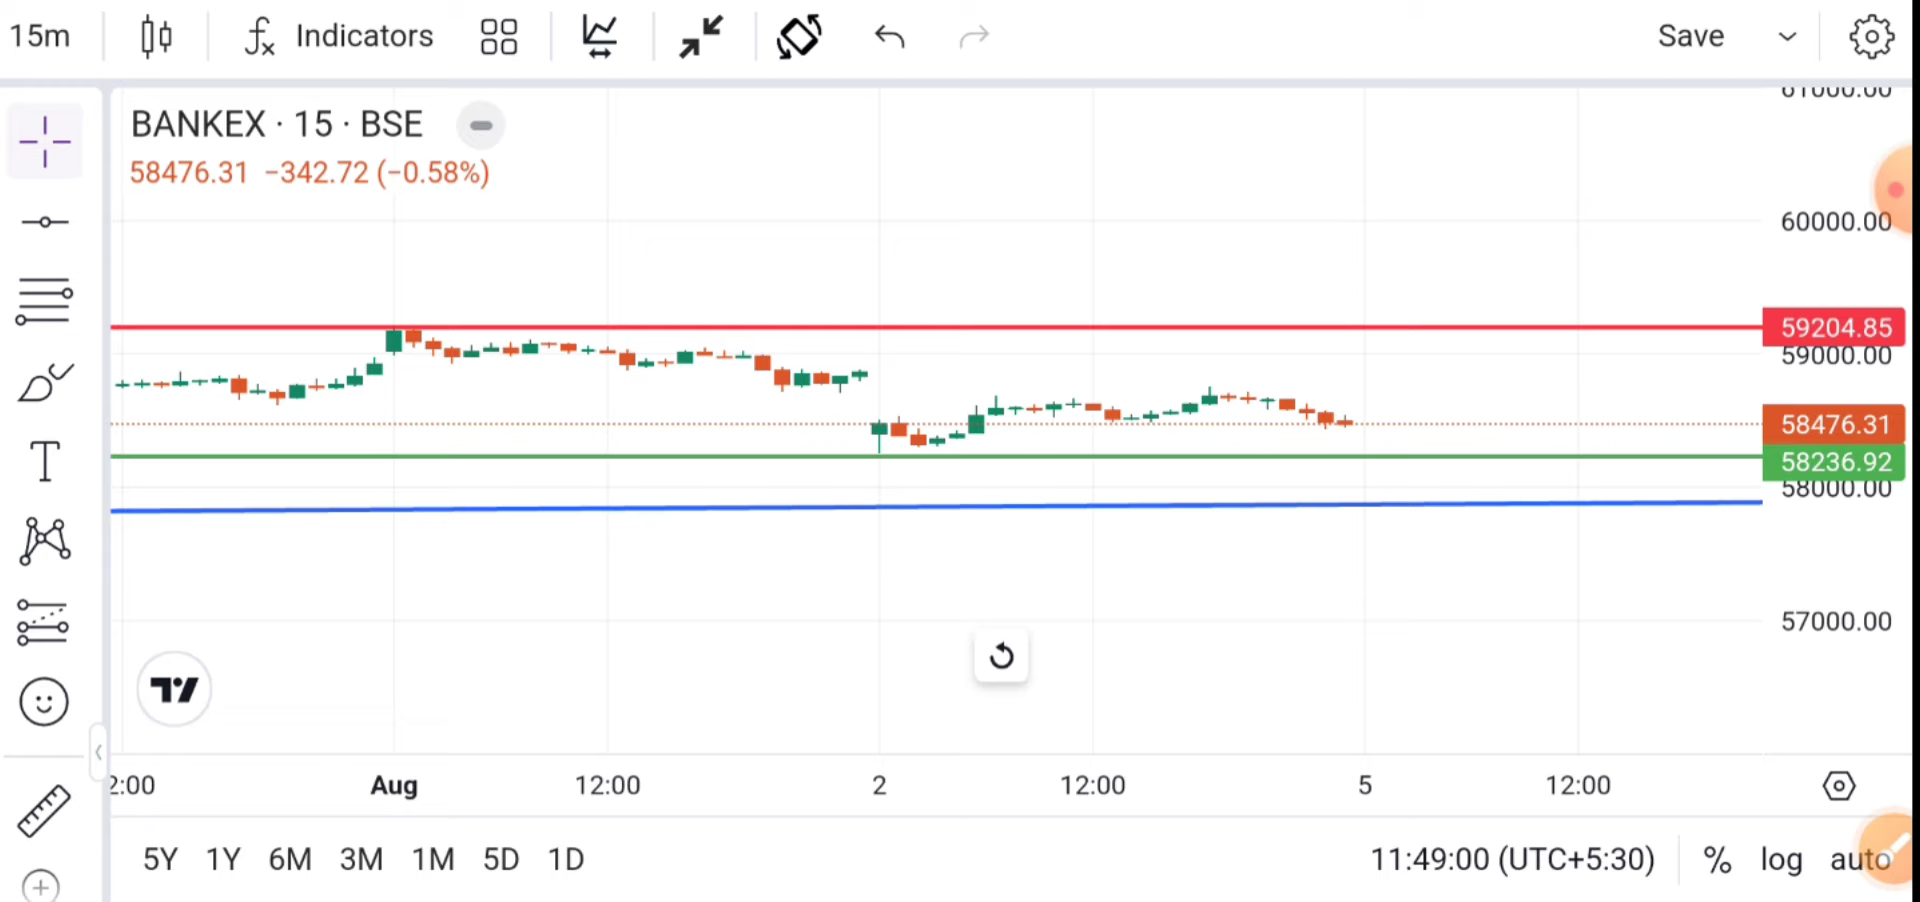 15m Indicators Save
61000.00
BANKEX · 15 · BSE
58476.31 −342.72 (−0.58%)
60000.00
59204.85
59000.00
58476.31
58236.92
58000.00
57000.00
2:00 Aug 12:00 2 12:00 5 12:00
5Y 1Y 6M 3M 1M 5D 1D 11:49:00 (UTC+5:30) % log auto